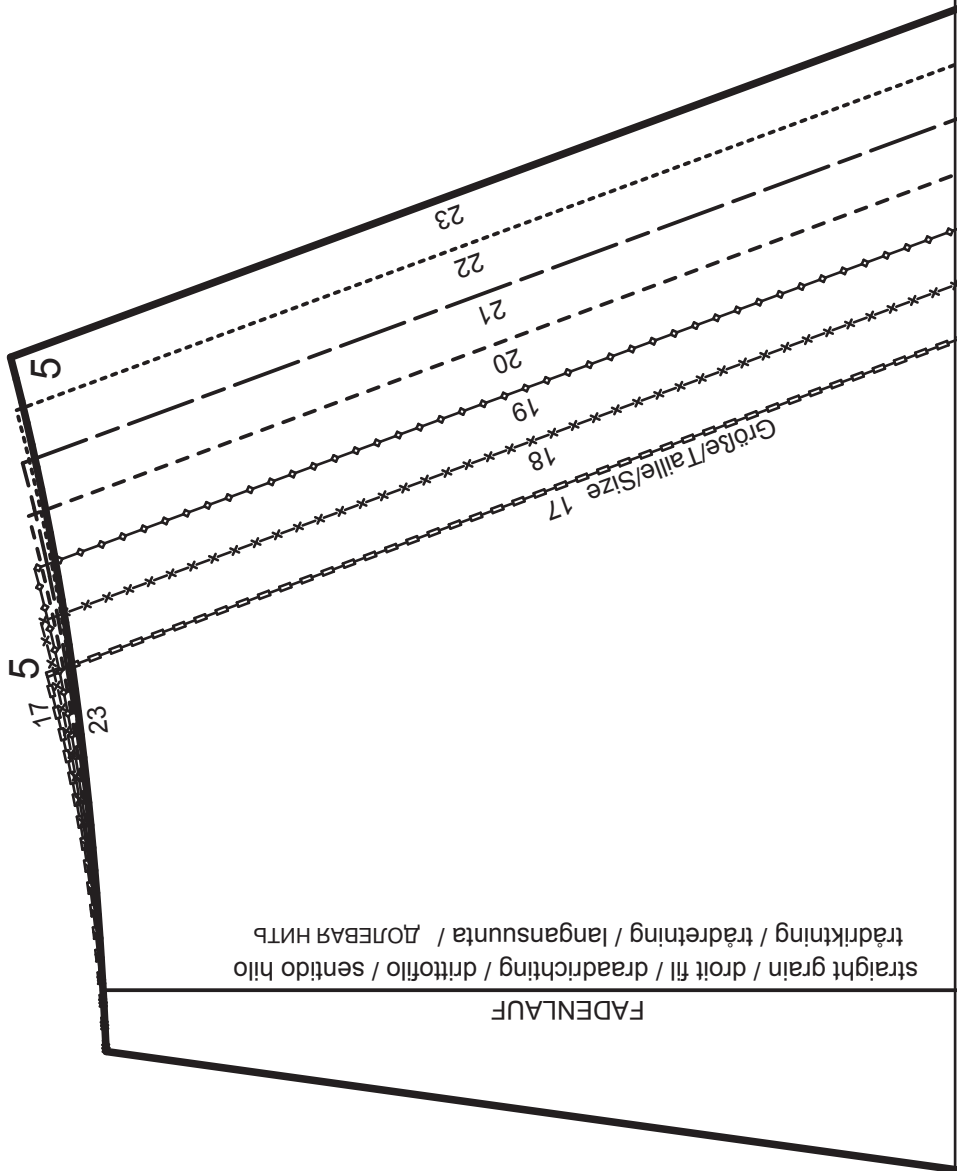 FADENLAUF
straight grain / droit fil / draadrichting / drittofilo / sentido hilo
trådriktning / trådretning / langansuunta / ДОЛЕВАЯ НИТЬ
Größe/Taille/Size 17
18
19
20
21
22
23
5
5
17
23